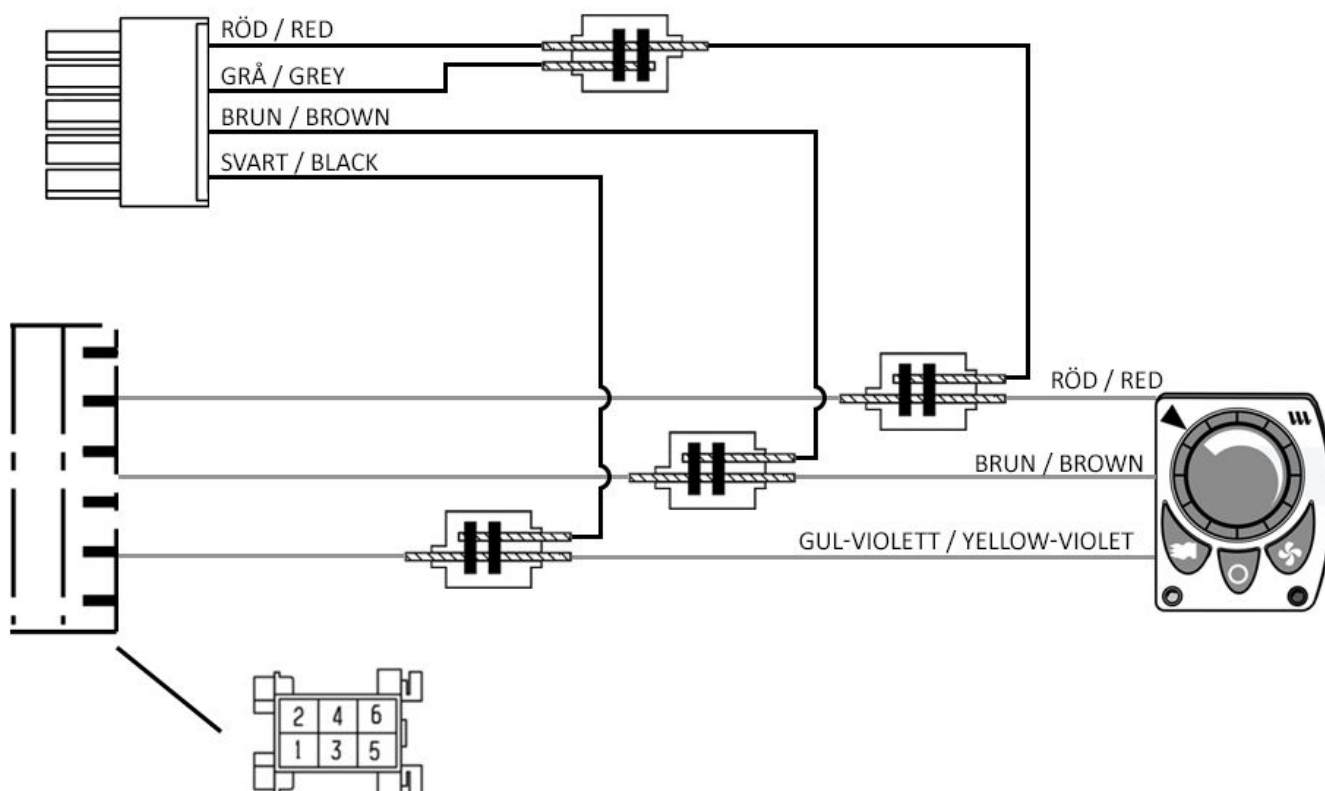 RÖD / RED
GRÅ / GREY
BRUN / BROWN
SVART / BLACK
RÖD / RED
BRUN / BROWN
GUL-VIOLETT / YELLOW-VIOLET
2 4 6
1 3 5